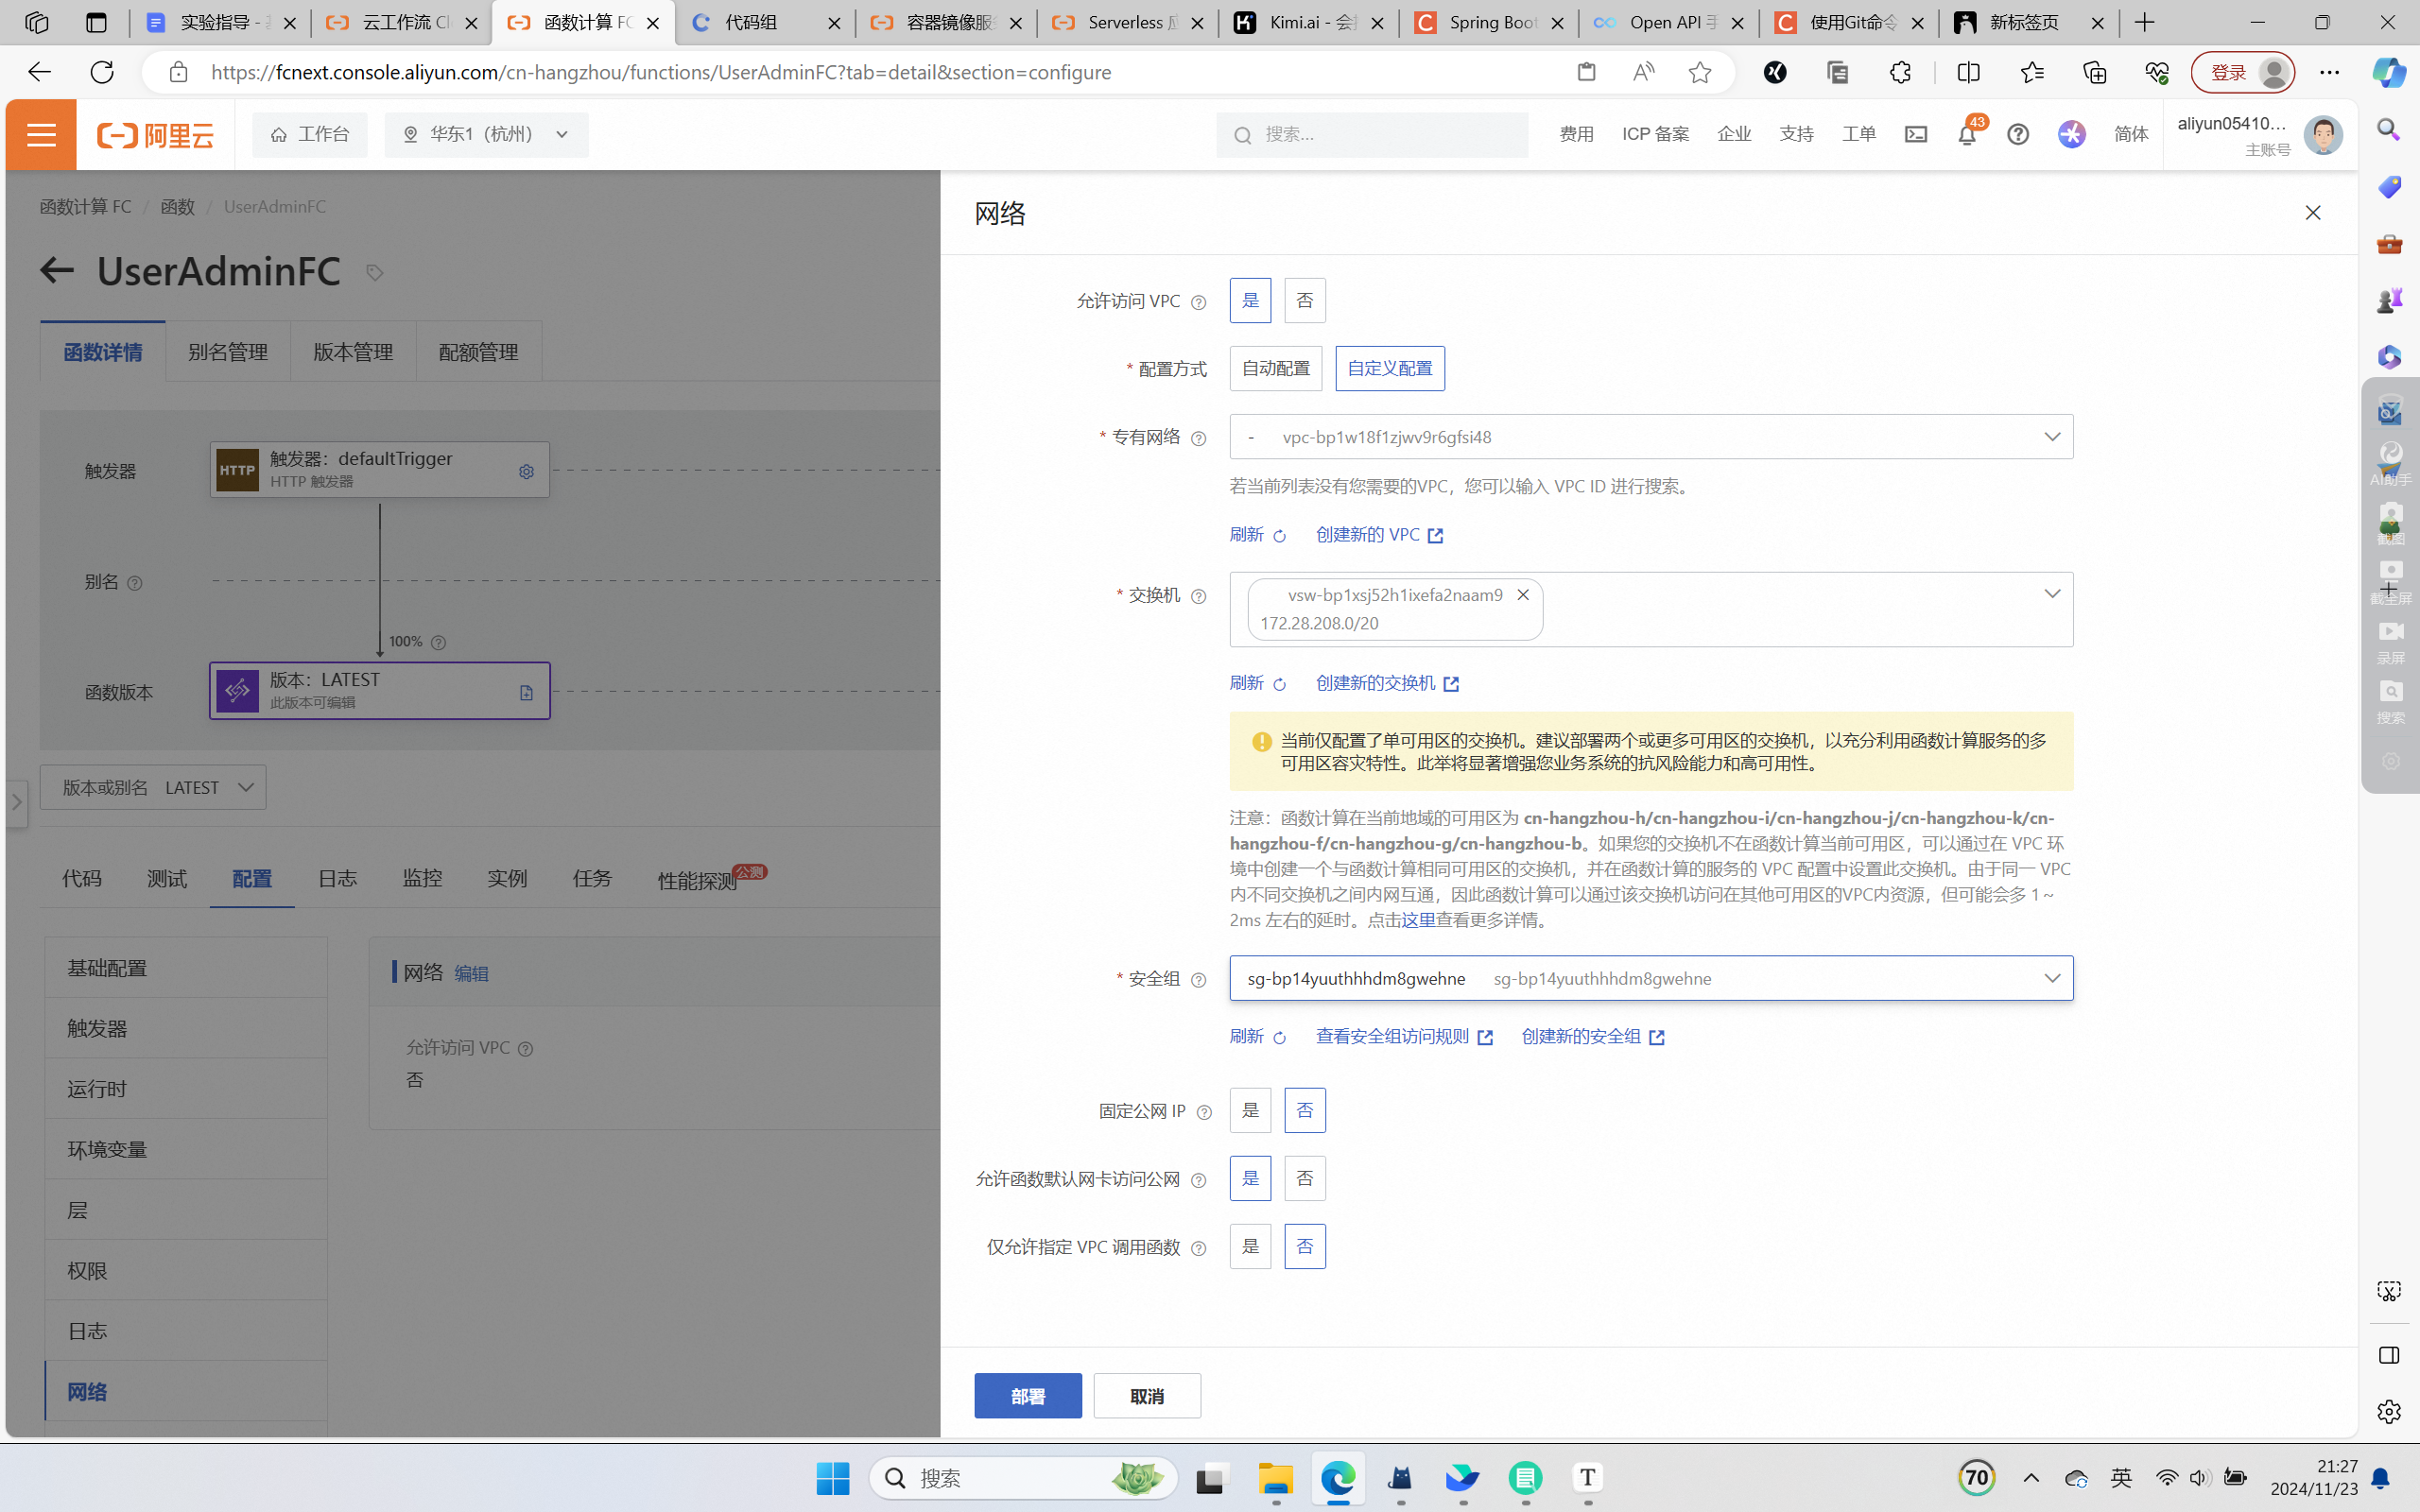 实验指导 - 基
云工作流 Cl
函数计算 FC
代码组
容器镜像服务
Serverless 应
Kimi.ai - 会推
Spring Boot
Open API 手
使用Git命令
新标签页
https://fcnext.console.aliyun.com/cn-hangzhou/functions/UserAdminFC?tab=detail&section=configure
登录
阿里云
工作台
华东1（杭州）
搜索...
费用
ICP 备案
企业
支持
工单
43
简体
aliyun05410...
主账号
函数计算 FC / 函数 / UserAdminFC
UserAdminFC
函数详情
别名管理
版本管理
配额管理
触发器
HTTP
触发器：defaultTrigger
HTTP 触发器
别名
100%
函数版本
版本：LATEST
此版本可编辑
版本或别名 LATEST
代码
测试
配置
日志
监控
实例
任务
性能探测
公测
基础配置
触发器
运行时
环境变量
层
权限
日志
网络
网络 编辑
允许访问 VPC
否
网络
允许访问 VPC 是 否
* 配置方式 自动配置 自定义配置
* 专有网络 - vpc-bp1w18f1zjwv9r6gfsi48
若当前列表没有您需要的VPC，您可以输入 VPC ID 进行搜索。
刷新 创建新的 VPC
* 交换机 vsw-bp1xsj52h1ixefa2naam9
172.28.208.0/20
刷新 创建新的交换机
当前仅配置了单可用区的交换机。建议部署两个或更多可用区的交换机，以充分利用函数计算服务的多
可用区容灾特性。此举将显著增强您业务系统的抗风险能力和高可用性。
注意：函数计算在当前地域的可用区为 cn-hangzhou-h/cn-hangzhou-i/cn-hangzhou-j/cn-hangzhou-k/cn-
hangzhou-f/cn-hangzhou-g/cn-hangzhou-b。如果您的交换机不在函数计算当前可用区，可以通过在 VPC 环
境中创建一个与函数计算相同可用区的交换机，并在函数计算的服务的 VPC 配置中设置此交换机。由于同一 VPC
内不同交换机之间内网互通，因此函数计算可以通过该交换机访问在其他可用区的VPC内资源，但可能会多 1 ~
2ms 左右的延时。点击这里查看更多详情。
* 安全组 sg-bp14yuuthhhdm8gwehne sg-bp14yuuthhhdm8gwehne
刷新 查看安全组访问规则 创建新的安全组
固定公网 IP 是 否
允许函数默认网卡访问公网 是 否
仅允许指定 VPC 调用函数 是 否
部署
取消
AI助手
截图
截全屏
录屏
搜索
搜索
70
英
21:27
2024/11/23